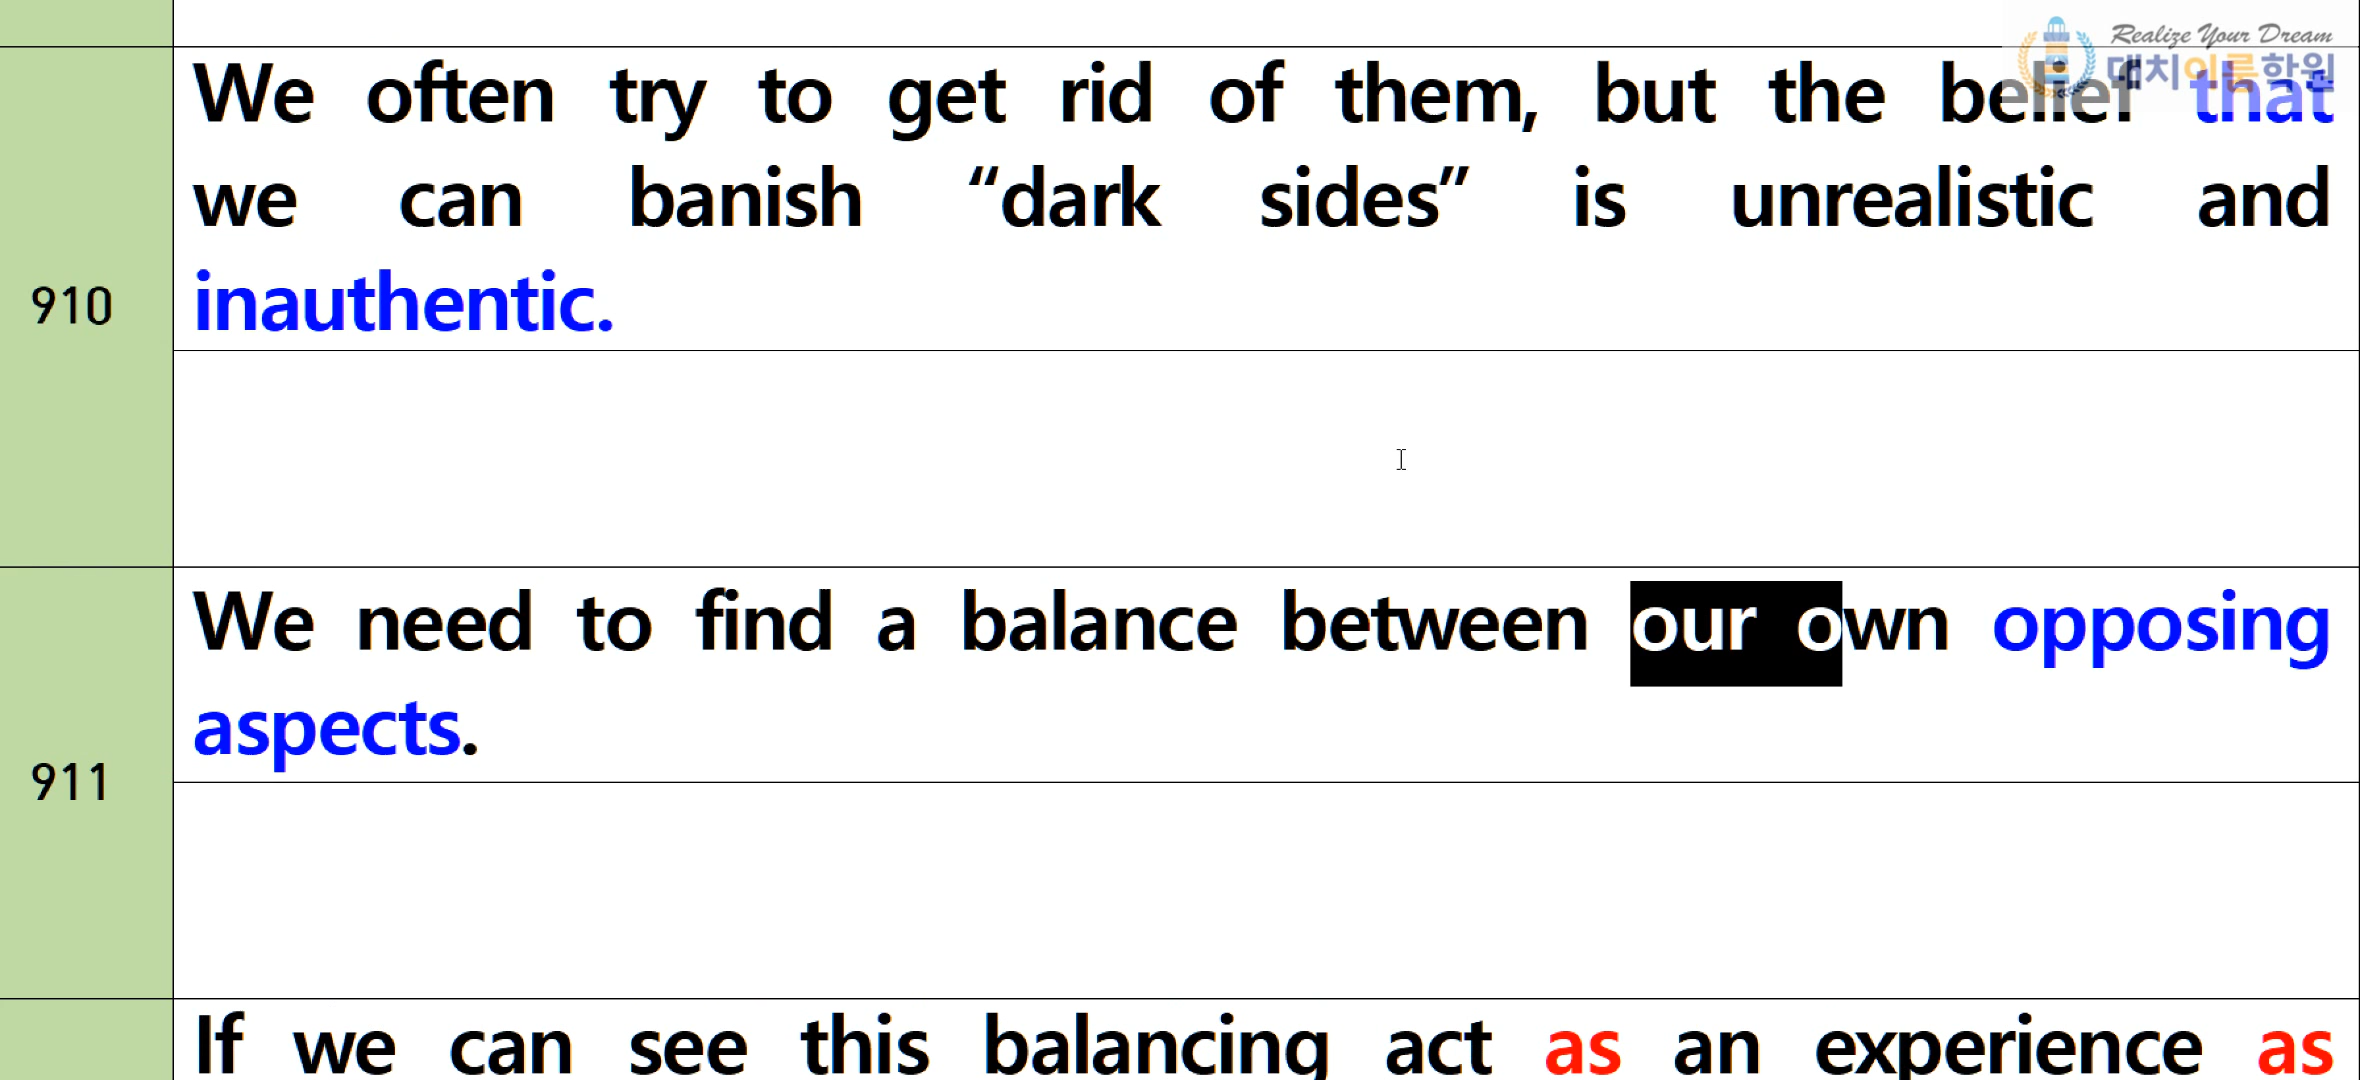 Realize Your Dream
대치이룸학원
We often try to get rid of them, but the belief that
we can banish “dark sides” is unrealistic and
inauthentic.
910
We need to find a balance between our own opposing
aspects.
911
If we can see this balancing act as an experience as